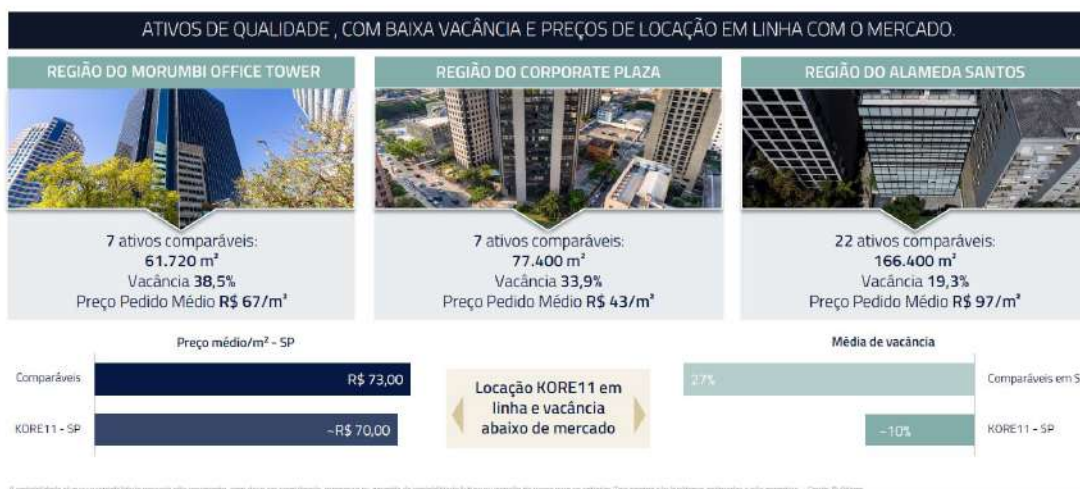 ATIVOS DE QUALIDADE , COM BAIXA VACÂNCIA E PREÇOS DE LOCAÇÃO EM LINHA COM O MERCADO.
REGIÃO DO MORUMBI OFFICE TOWER
7 ativos comparáveis:
61.720 m²
Vacância 38,5%
Preço Pedido Médio R$ 67/m²
REGIÃO DO CORPORATE PLAZA
7 ativos comparáveis:
77.400 m²
Vacância 33,9%
Preço Pedido Médio R$ 43/m²
REGIÃO DO ALAMEDA SANTOS
22 ativos comparáveis:
166.400 m²
Vacância 19,3%
Preço Pedido Médio R$ 97/m²
Preço médio/m² - SP
Comparáveis
R$ 73,00
KORE11 - SP
~R$ 70,00
Locação KORE11 em
linha e vacância
abaixo de mercado
Média de vacância
27%
Comparáveis em S
~10%
KORE11 - SP